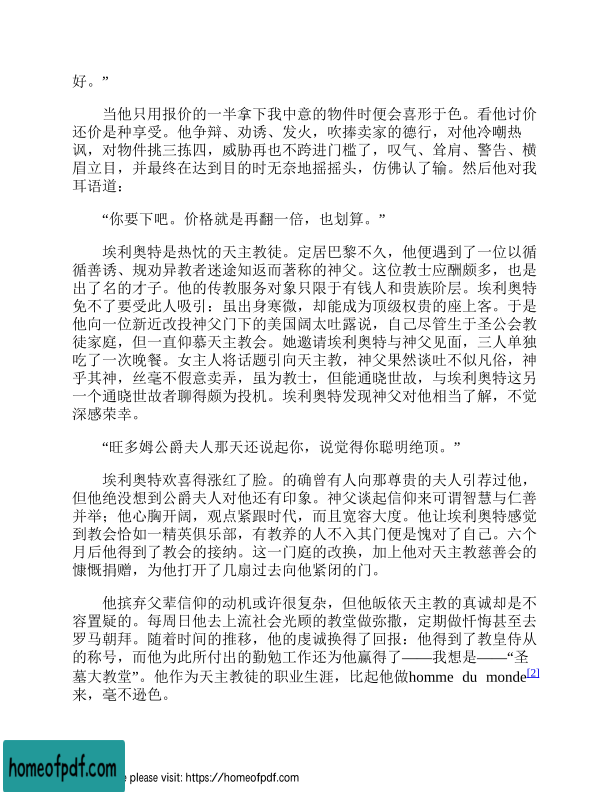 好。”
当他只用报价的一半拿下我中意的物件时便会喜形于色。看他讨价
还价是种享受。他争辩、劝诱、发火，吹捧卖家的德行，对他冷嘲热
讽，对物件挑三拣四，威胁再也不跨进门槛了，叹气、耸肩、警告、横
眉立目，并最终在达到目的时无奈地摇摇头，仿佛认了输。然后他对我
耳语道：
“你要下吧。价格就是再翻一倍，也划算。”
埃利奥特是热忱的天主教徒。定居巴黎不久，他便遇到了一位以循
循善诱、规劝异教者迷途知返而著称的神父。这位教士应酬颇多，也是
出了名的才子。他的传教服务对象只限于有钱人和贵族阶层。埃利奥特
免不了要受此人吸引：虽出身寒微，却能成为顶级权贵的座上客。于是
他向一位新近改投神父门下的美国阔太吐露说，自己尽管生于圣公会教
徒家庭，但一直仰慕天主教会。她邀请埃利奥特与神父见面，三人单独
吃了一次晚餐。女主人将话题引向天主教，神父果然谈吐不似凡俗，神
乎其神，丝毫不假意卖弄，虽为教士，但能通晓世故，与埃利奥特这另
一个通晓世故者聊得颇为投机。埃利奥特发现神父对他相当了解，不觉
深感荣幸。
“旺多姆公爵夫人那天还说起你，说觉得你聪明绝顶。”
埃利奥特欢喜得涨红了脸。的确曾有人向那尊贵的夫人引荐过他，
但他绝没想到公爵夫人对他还有印象。神父谈起信仰来可谓智慧与仁善
并举；他心胸开阔，观点紧跟时代，而且宽容大度。他让埃利奥特感觉
到教会恰如一精英俱乐部，有教养的人不入其门便是愧对了自己。六个
月后他得到了教会的接纳。这一门庭的改换，加上他对天主教慈善会的
慷慨捐赠，为他打开了几扇过去向他紧闭的门。
他摈弃父辈信仰的动机或许很复杂，但他皈依天主教的真诚却是不
容置疑的。每周日他去上流社会光顾的教堂做弥撒，定期做忏悔甚至去
罗马朝拜。随着时间的推移，他的虔诚换得了回报：他得到了教皇侍从
的称号，而他为此所付出的勤勉工作还为他赢得了——我想是——“圣
墓大教堂”。他作为天主教徒的职业生涯，比起他做homme du monde[2]
来，毫不逊色。
homeofpdf.com
e please visit: https://homeofpdf.com